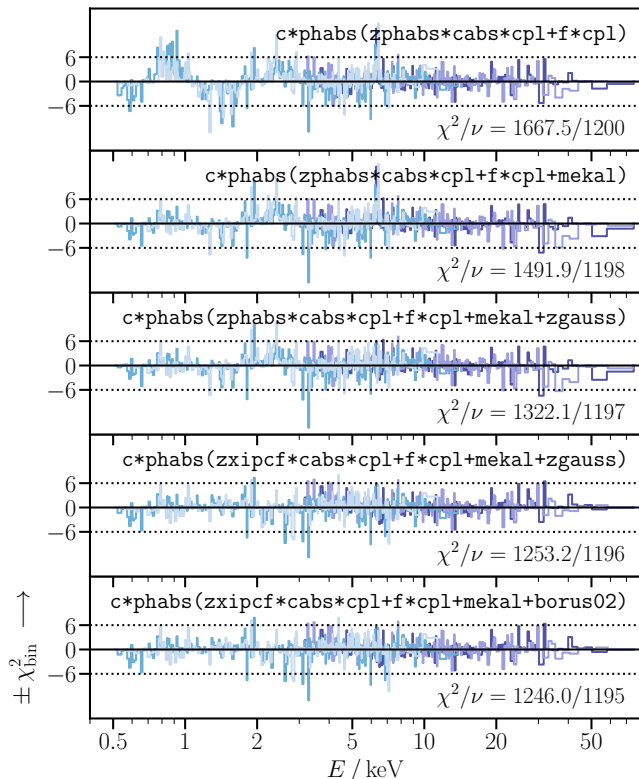 c*phabs(zphabs*cabs*cpl+f*cpl)
6
0
−6
χ²/ν = 1667.5/1200
c*phabs(zphabs*cabs*cpl+f*cpl+mekal)
6
0
−6
χ²/ν = 1491.9/1198
c*phabs(zphabs*cabs*cpl+f*cpl+mekal+zgauss)
6
0
−6
χ²/ν = 1322.1/1197
c*phabs(zxipcf*cabs*cpl+f*cpl+mekal+zgauss)
6
0
−6
χ²/ν = 1253.2/1196
c*phabs(zxipcf*cabs*cpl+f*cpl+mekal+borus02)
6
0
−6
χ²/ν = 1246.0/1195
± χ²bin ⟶
0.5 1 2 5 10 20 50
E / keV